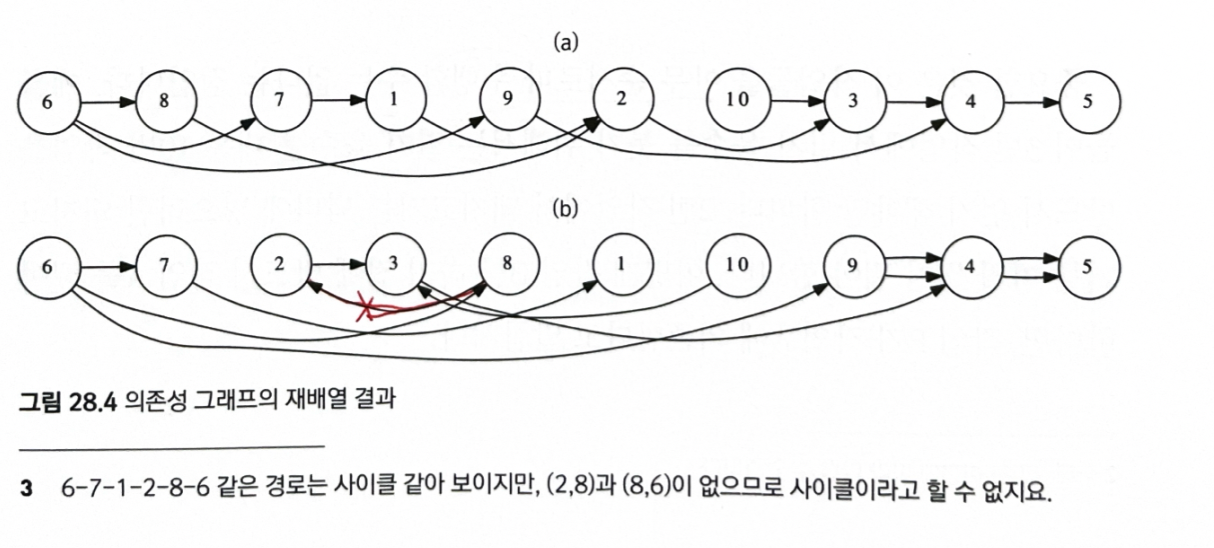 (a)
6 8 7 1 9 2 10 3 4 5
(b)
6 7 2 3 8 1 10 9 4 5
그림 28.4 의존성 그래프의 재배열 결과
3 6-7-1-2-8-6 같은 경로는 사이클 같아 보이지만, (2,8)과 (8,6)이 없으므로 사이클이라고 할 수 없지요.